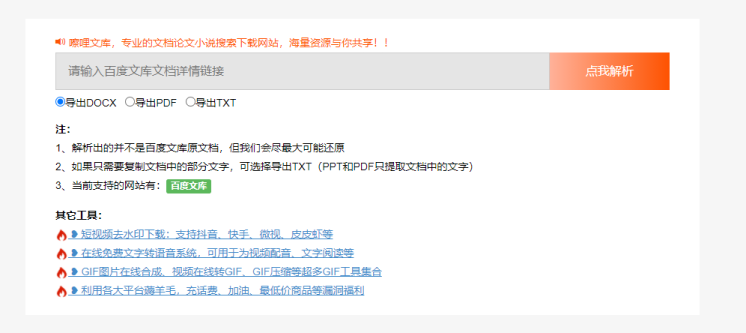 嚓哩文库，专业的文档论文小说搜索下载网站，海量资源与你共享！！
请输入百度文库文档详情链接
点我解析
导出DOCX 导出PDF 导出TXT
注：
1、解析出的并不是百度文库原文档，但我们会尽最大可能还原
2、如果只需要复制文档中的部分文字，可选择导出TXT（PPT和PDF只提取文档中的文字）
3、当前支持的网站有： 百度文库
其它工具：
短视频去水印下载：支持抖音、快手、微视、皮皮虾等
在线免费文字转语音系统，可用于为视频配音、文字阅读等
GIF图片在线合成、视频在线转GIF、GIF压缩等超多GIF工具集合
利用各大平台薅羊毛，充话费、加油、最低价商品等漏洞福利